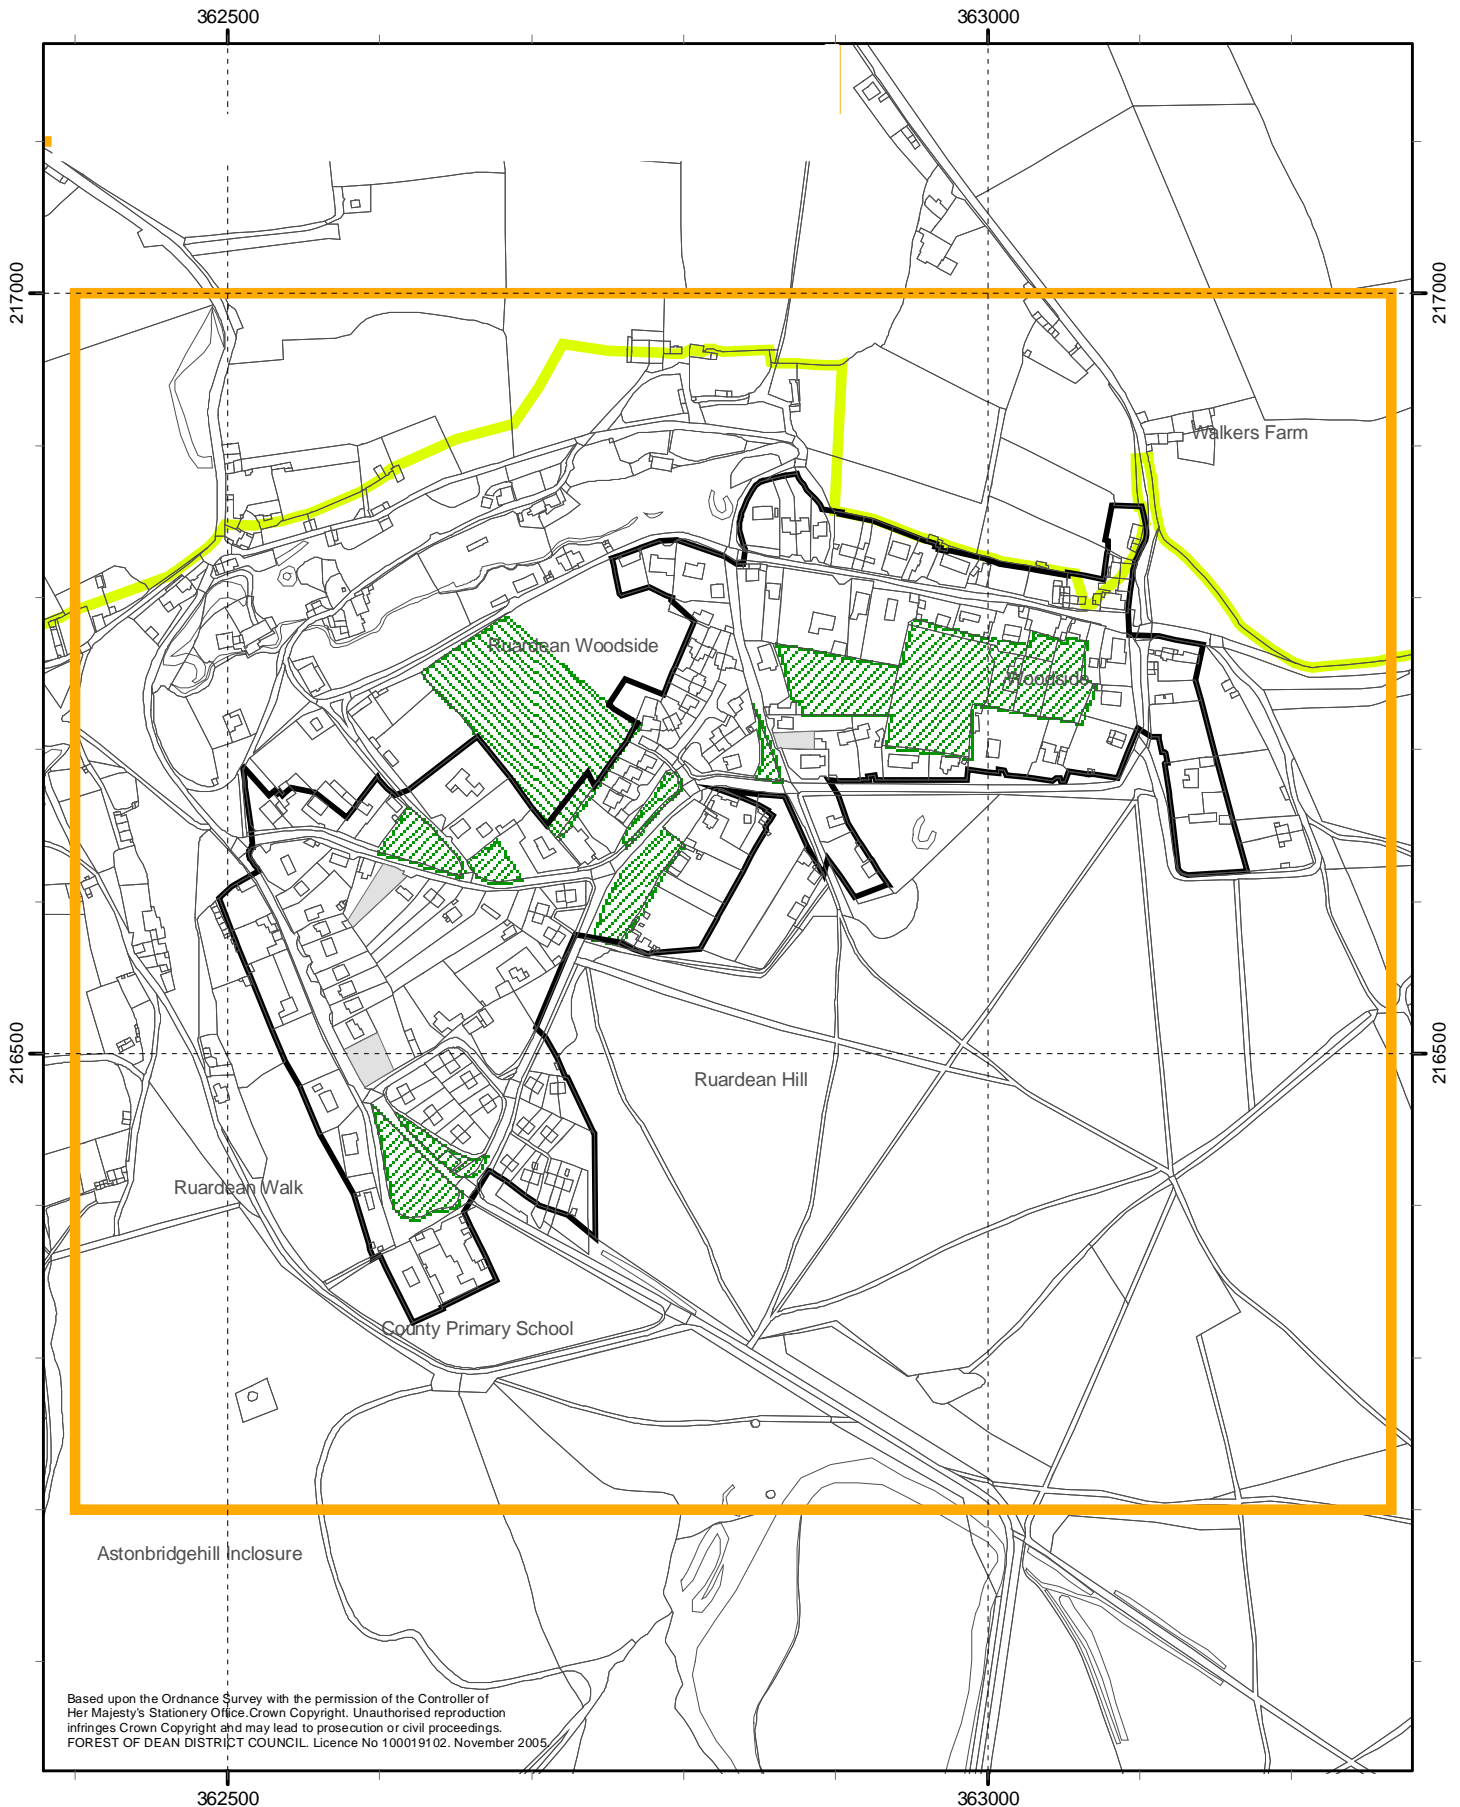 362500
363000
217000
217000
Walkers Farm
Ruardean Woodside
Woodside
216500
216500
Ruardean Hill
Ruardean Walk
County Primary School
Astonbridgehill Inclosure
Based upon the Ordnance Survey with the permission of the Controller of
Her Majesty's Stationery Office.Crown Copyright. Unauthorised reproduction
infringes Crown Copyright and may lead to prosecution or civil proceedings.
FOREST OF DEAN DISTRICT COUNCIL. Licence No 100019102. November 2005.
362500
363000